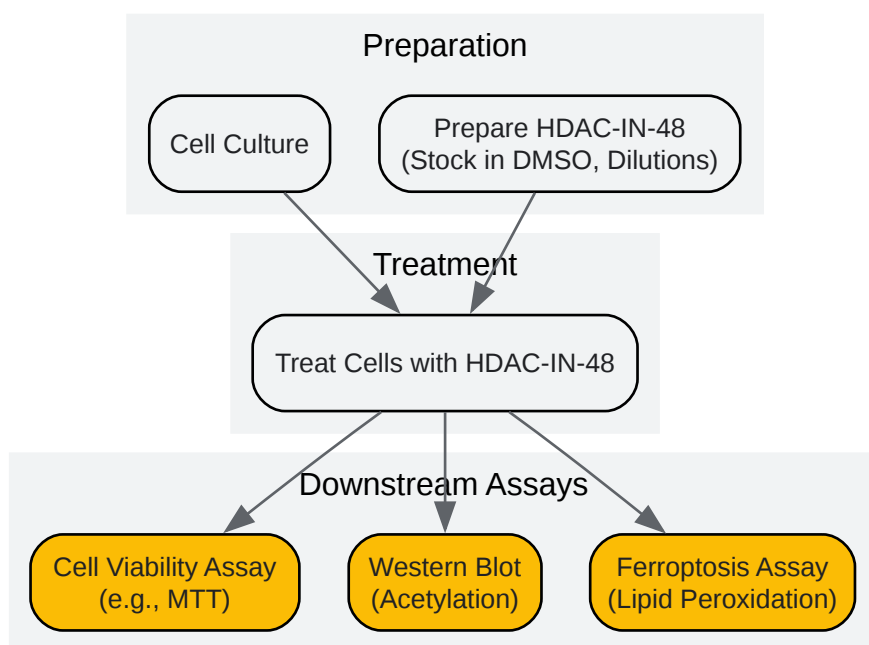 Preparation
Cell Culture
Prepare HDAC-IN-48
(Stock in DMSO, Dilutions)
Treatment
Treat Cells with HDAC-IN-48
Downstream Assays
Cell Viability Assay
(e.g., MTT)
Western Blot
(Acetylation)
Ferroptosis Assay
(Lipid Peroxidation)